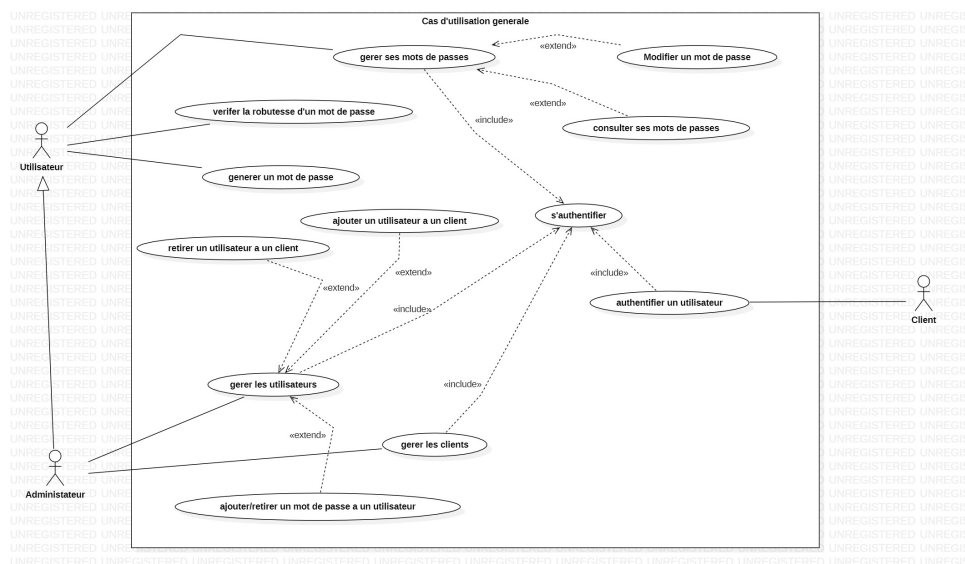 Cas d'utilisation generale
gerer ses mots de passes
«extend»
Modifier un mot de passe
«extend»
verifer la robutesse d'un mot de passe
«include»
consulter ses mots de passes
Utilisateur
generer un mot de passe
s'authentifier
ajouter un utilisateur a un client
retirer un utilisateur a un client
«extend»
«include»
«extend»
«include»
authentifier un utilisateur
Client
gerer les utilisateurs
«include»
«extend»
gerer les clients
Administateur
ajouter/retirer un mot de passe a un utilisateur
UNREGISTERED